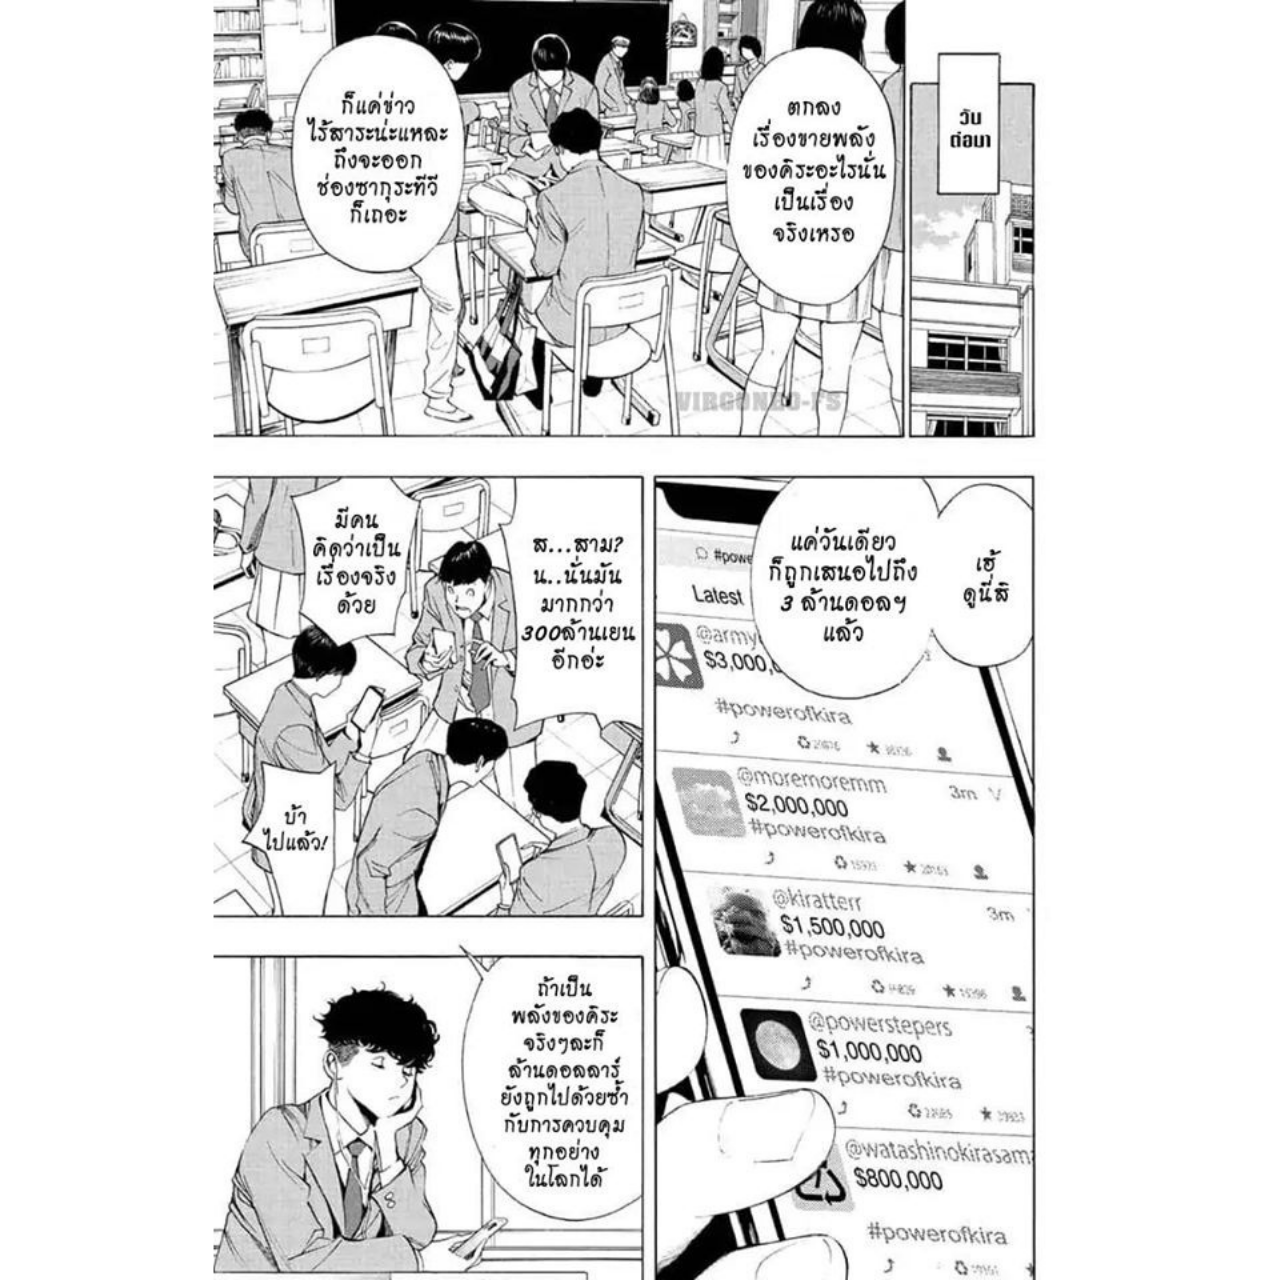 วัน
ต่อมา
ตกลง
เรื่องขายพลัง
ของคิระอะไรนั่น
เป็นเรื่อง
จริงเหรอ
ก็แค่ข่าว
ไร้สาระน่ะแหละ
ถึงจะออก
ช่องซากุระทีวี
ก็เถอะ
VIRGONBO-FS
เฮ้
ดูนี่สิ
แค่วันเดียว
ก็ถูกเสนอไปถึง
3 ล้านดอลฯ
แล้ว
Latest
$3,000,
#powerofkira
@moremoremm
3m
$2,000,000
#powerofkira
@kiratterr
3m
$1,500,000
#powerofkira
@powerstepers
$1,000,000
#powerofkira
@watashinokirasama
$800,000
#powerofkira
ส...สาม?
น..นั่นมัน
มากกว่า
300ล้านเยน
อีกอ่ะ
มีคน
คิดว่าเป็น
เรื่องจริง
ด้วย
บ้า
ไปแล้ว!
ถ้าเป็น
พลังของคิระ
จริงๆละก็
ล้านดอลลาร์
ยังถูกไปด้วยซ้ำ
กับการควบคุม
ทุกอย่าง
ในโลกได้